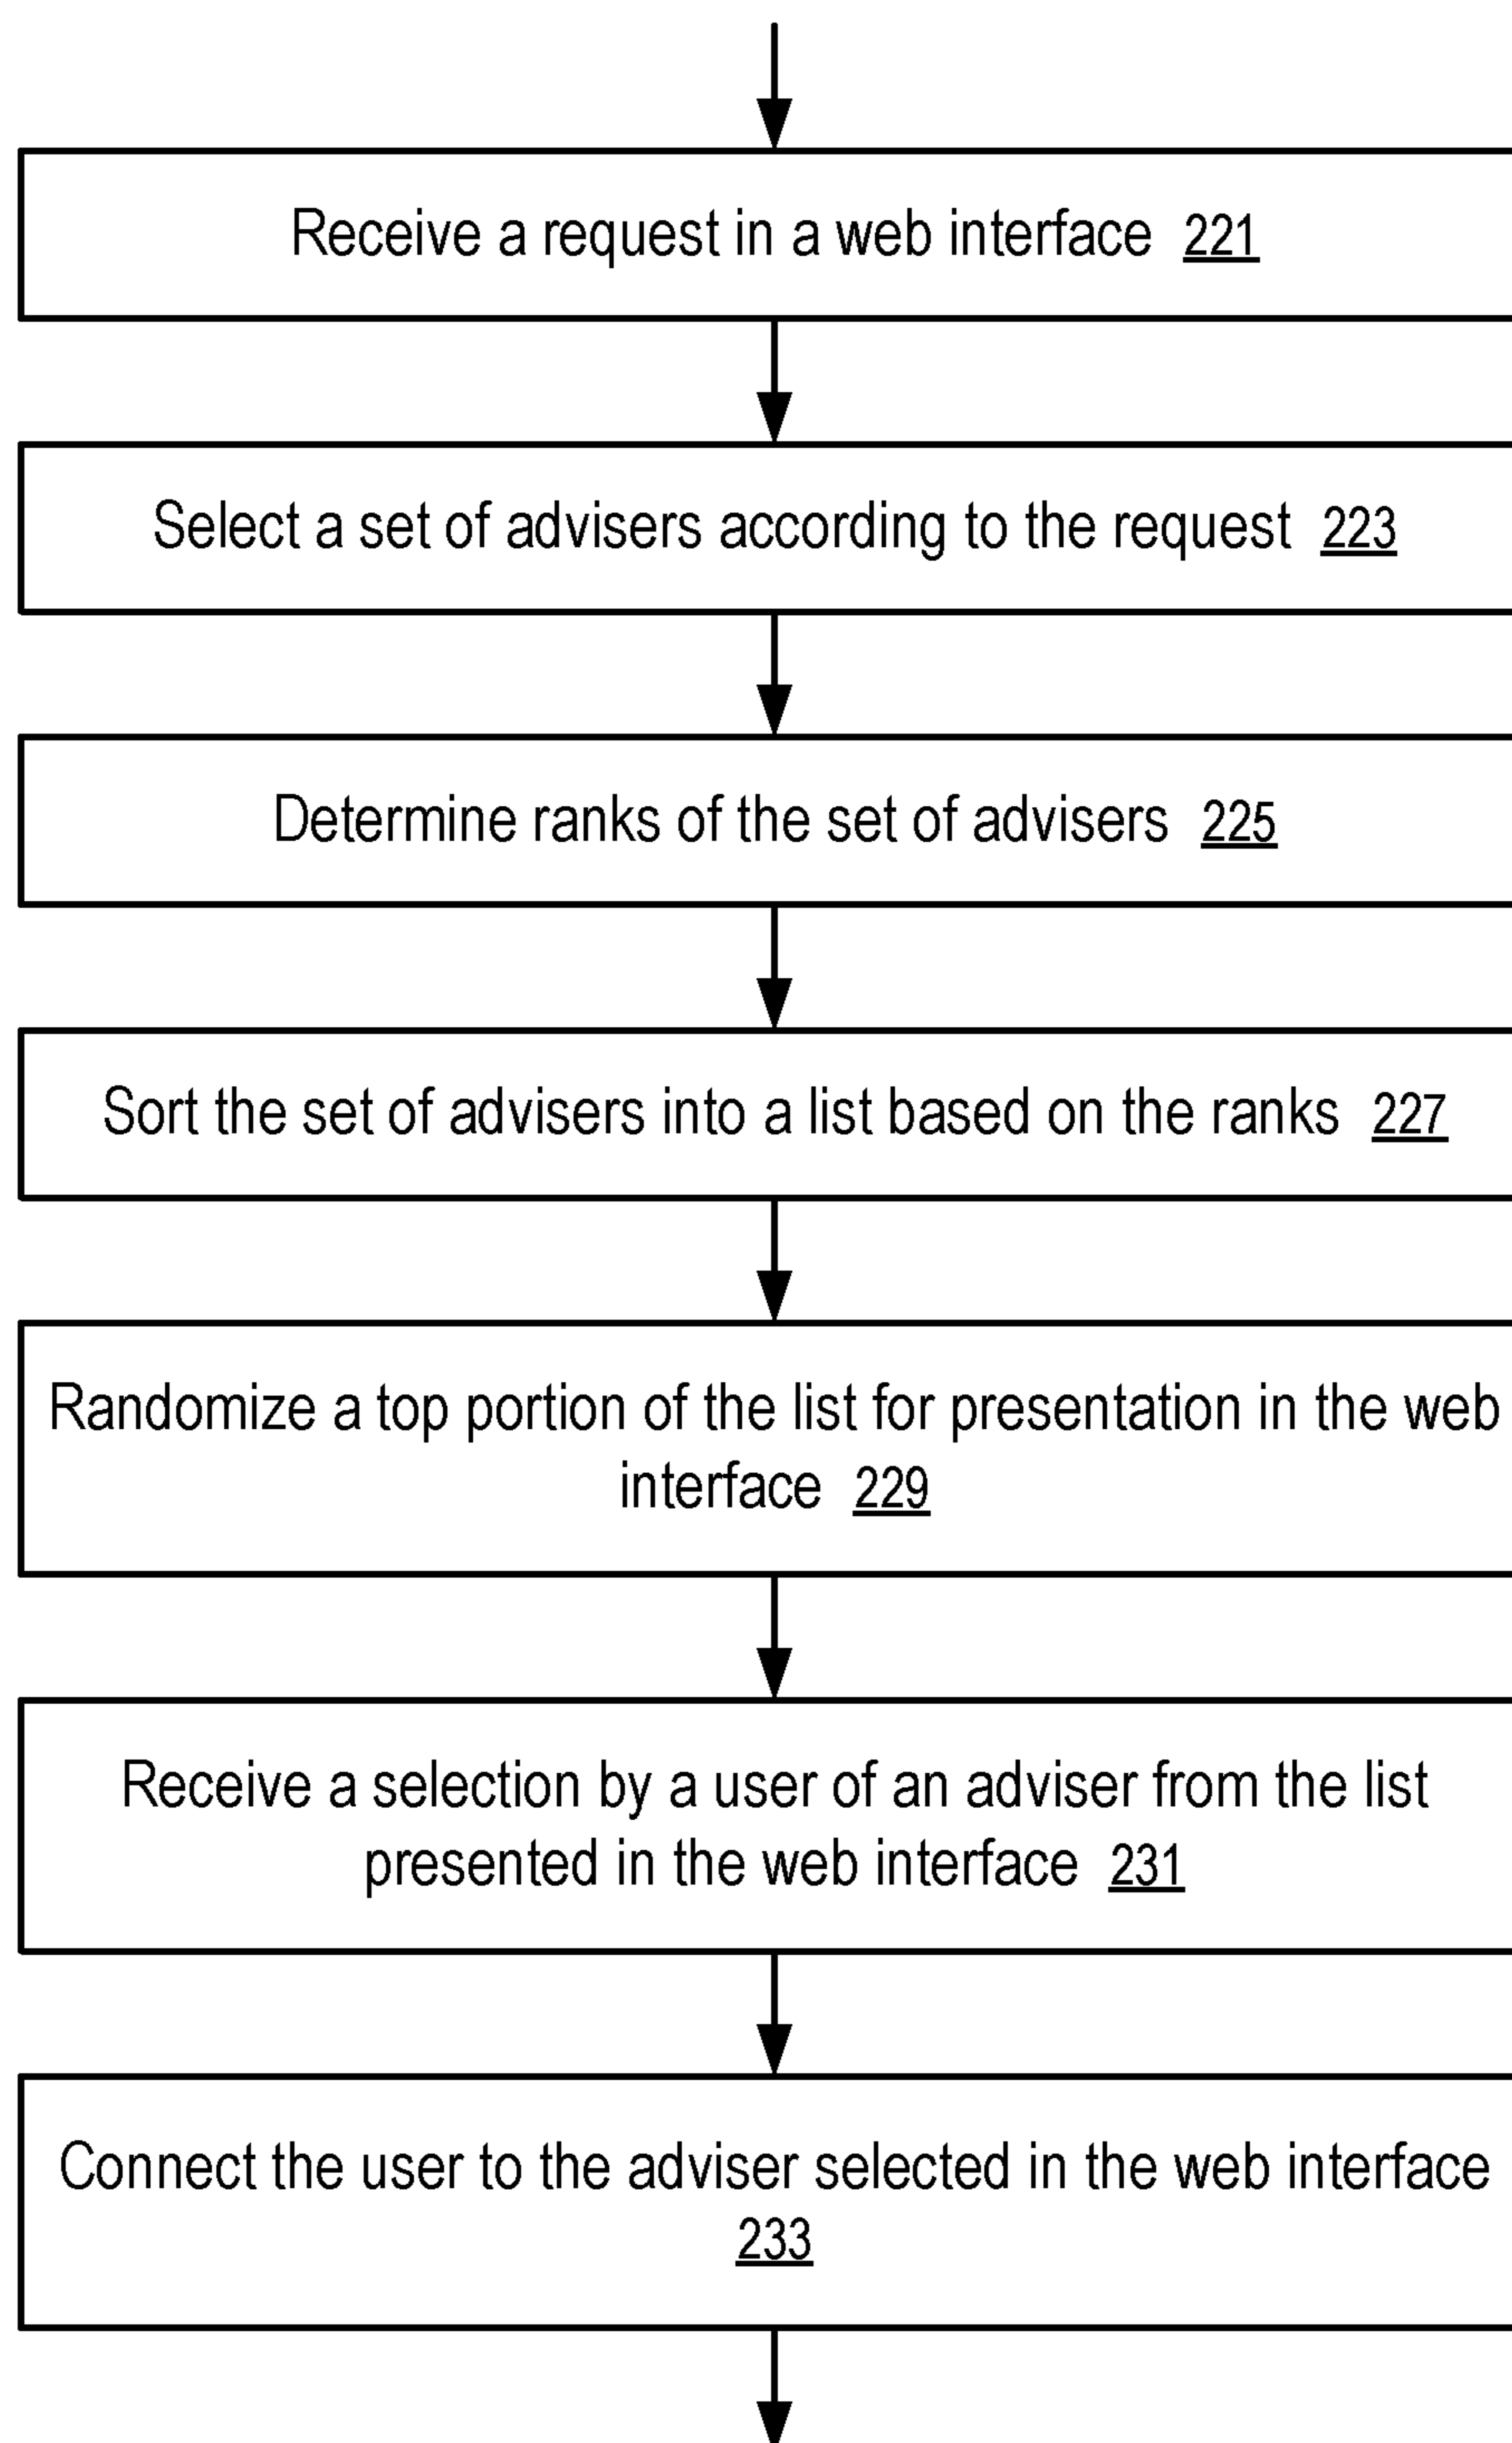 Receive a request in a web interface 221
Select a set of advisers according to the request 223
Determine ranks of the set of advisers 225
Sort the set of advisers into a list based on the ranks 227
Randomize a top portion of the list for presentation in the web
interface 229
Receive a selection by a user of an adviser from the list
presented in the web interface 231
Connect the user to the adviser selected in the web interface
233